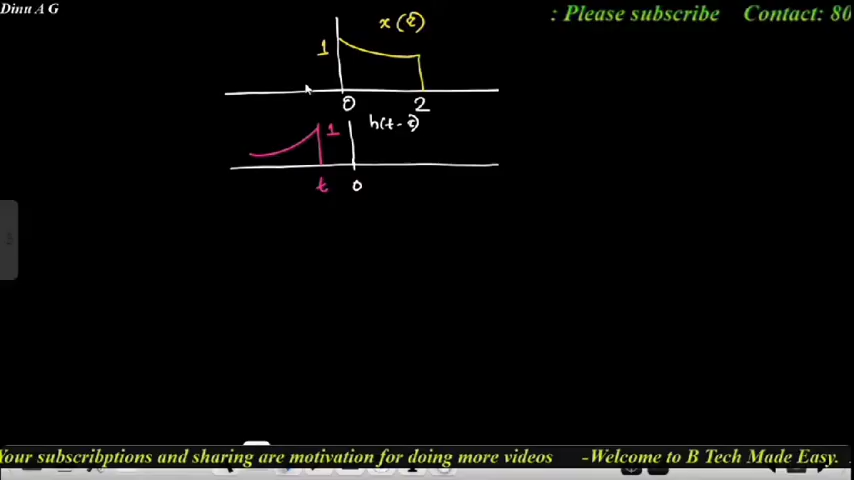 Dinu A G
: Please subscribe Contact: 80
x(τ)
1
0 2
h(t-τ)
1
t 0
Your subscribptions and sharing are motivation for doing more videos -Welcome to B Tech Made Easy.